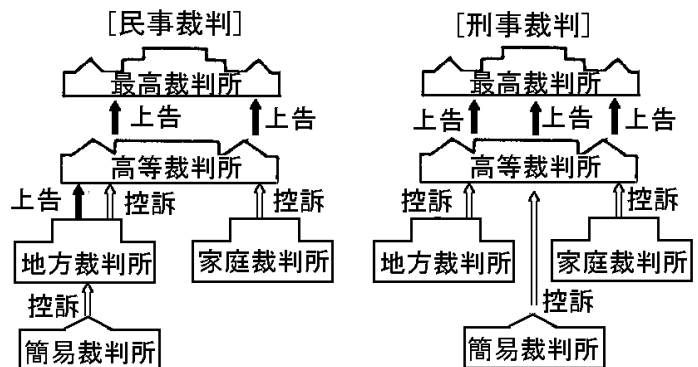 [民事裁判]
最高裁判所
上告
上告
高等裁判所
上告
控訴
控訴
地方裁判所
家庭裁判所
控訴
簡易裁判所
[刑事裁判]
最高裁判所
上告
上告
上告
高等裁判所
控訴
控訴
地方裁判所
家庭裁判所
控訴
簡易裁判所